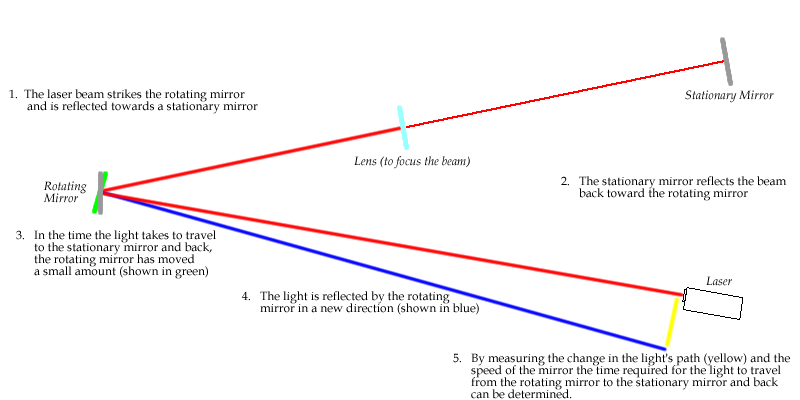 1. The laser beam strikes the rotating mirror
and is reflected towards a stationary mirror
Stationary Mirror
Lens (to focus the beam)
Rotating
Mirror
2. The stationary mirror reflects the beam
back toward the rotating mirror
3. In the time the light takes to travel
to the stationary mirror and back,
the rotating mirror has moved
a small amount (shown in green)
Laser
4. The light is reflected by the rotating
mirror in a new direction (shown in blue)
5. By measuring the change in the light's path (yellow) and the
speed of the mirror the time required for the light to travel
from the rotating mirror to the stationary mirror and back
can be determined.